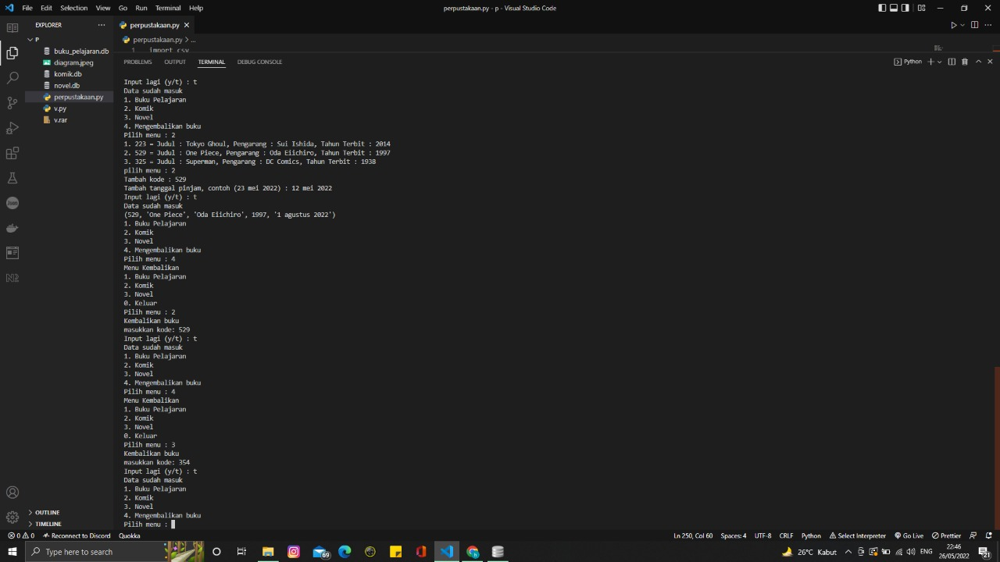 File Edit Selection View Go Run Terminal Help
perpustakaan.py - p - Visual Studio Code
EXPLORER
P
buku_pelajaran.db
diagram.jpeg
komik.db
novel.db
perpustakaan.py
v.py
v.rar
OUTLINE
TIMELINE
perpustakaan.py
perpustakaan.py > ...
1 import csv
PROBLEMS OUTPUT TERMINAL DEBUG CONSOLE
Python
Input lagi (y/t) : t
Data sudah masuk
1. Buku Pelajaran
2. Komik
3. Novel
4. Mengembalikan buku
Pilih menu : 2
1. 223 = Judul : Tokyo Ghoul, Pengarang : Sui Ishida, Tahun Terbit : 2014
2. 529 = Judul : One Piece, Pengarang : Oda Eiichiro, Tahun Terbit : 1997
3. 325 = Judul : Superman, Pengarang : DC Comics, Tahun Terbit : 1938
pilih menu : 2
Tambah kode : 529
Tambah tanggal pinjam, contoh (23 mei 2022) : 12 mei 2022
Input lagi (y/t) : t
Data sudah masuk
(529, 'One Piece', 'Oda Eiichiro', 1997, '1 agustus 2022')
1. Buku Pelajaran
2. Komik
3. Novel
4. Mengembalikan buku
Pilih menu : 4
Menu Kembalikan
1. Buku Pelajaran
2. Komik
3. Novel
0. Keluar
Pilih menu : 2
Kembalikan buku
masukkan kode: 529
Input lagi (y/t) : t
Data sudah masuk
1. Buku Pelajaran
2. Komik
3. Novel
4. Mengembalikan buku
Pilih menu : 4
Menu Kembalikan
1. Buku Pelajaran
2. Komik
3. Novel
0. Keluar
Pilih menu : 3
Kembalikan buku
masukkan kode: 354
Input lagi (y/t) : t
Data sudah masuk
1. Buku Pelajaran
2. Komik
3. Novel
4. Mengembalikan buku
Pilih menu :
0 0 Reconnect to Discord Quokka
Ln 250, Col 60 Spaces: 4 UTF-8 CRLF Python Select Interpreter Go Live Prettier
Type here to search
69
26°C Kabut
ENG
22:46
26/05/2022